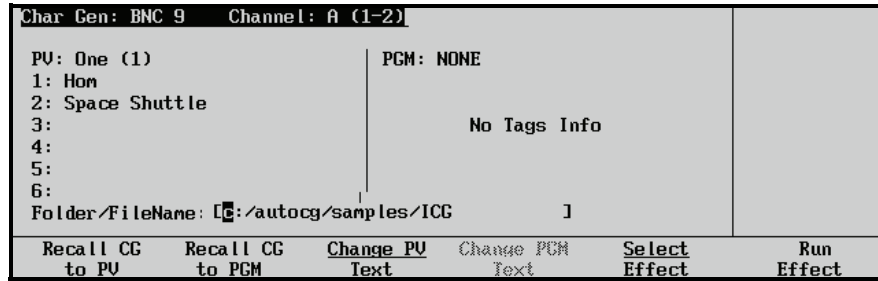 Char Gen: BNC 9 Channel: A (1-2)
PV: One (1) PGM: NONE
1: Hom
2: Space Shuttle
3: No Tags Info
4:
5:
6:
Folder/FileName: [c:/autocg/samples/ICG ]
Recall CG to PV
Recall CG to PGM
Change PV Text
Change PGM Text
Select Effect
Run Effect